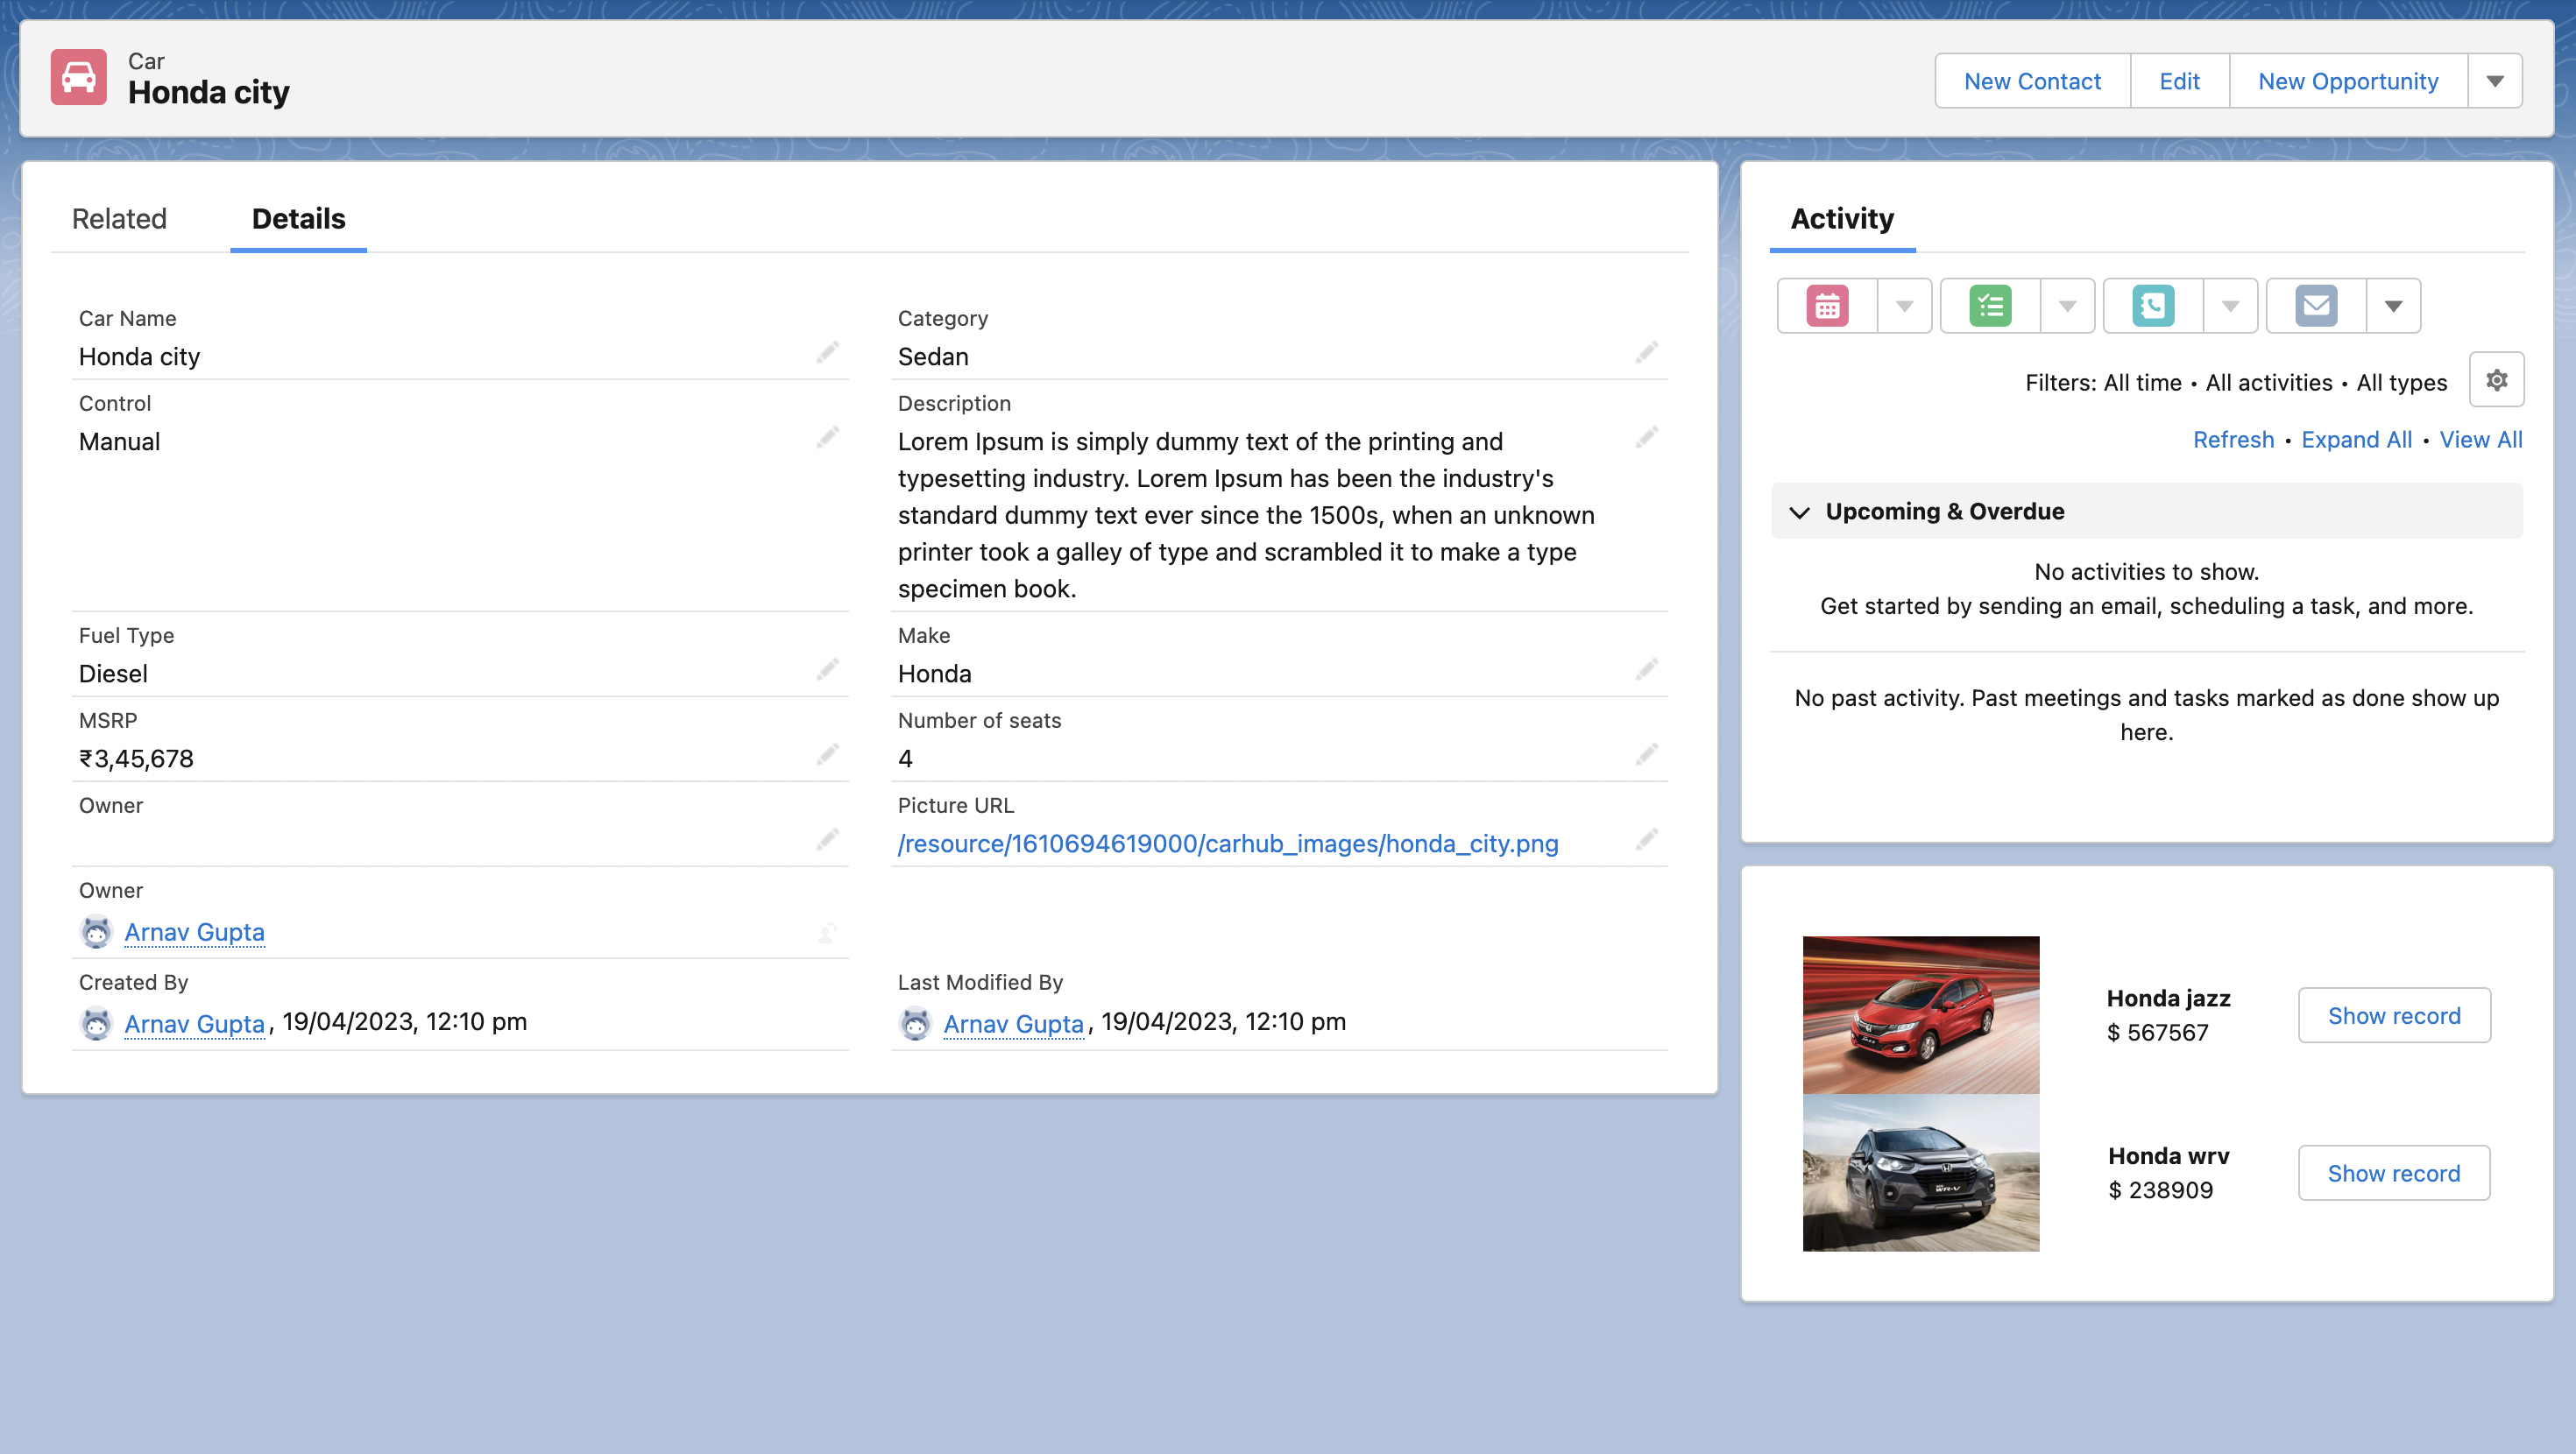 Car
Honda city
New Contact
Edit
New Opportunity
Related
Details
Car Name
Honda city
Category
Sedan
Control
Manual
Description
Lorem Ipsum is simply dummy text of the printing and
typesetting industry. Lorem Ipsum has been the industry's
standard dummy text ever since the 1500s, when an unknown
printer took a galley of type and scrambled it to make a type
specimen book.
Fuel Type
Diesel
Make
Honda
MSRP
₹3,45,678
Number of seats
4
Owner
Picture URL
/resource/1610694619000/carhub_images/honda_city.png
Owner
Arnav Gupta
Created By
Arnav Gupta, 19/04/2023, 12:10 pm
Last Modified By
Arnav Gupta, 19/04/2023, 12:10 pm
Activity
Filters: All time • All activities • All types
Refresh • Expand All • View All
Upcoming & Overdue
No activities to show.
Get started by sending an email, scheduling a task, and more.
No past activity. Past meetings and tasks marked as done show up
here.
Honda jazz
$ 567567
Show record
WR-V
Honda wrv
$ 238909
Show record